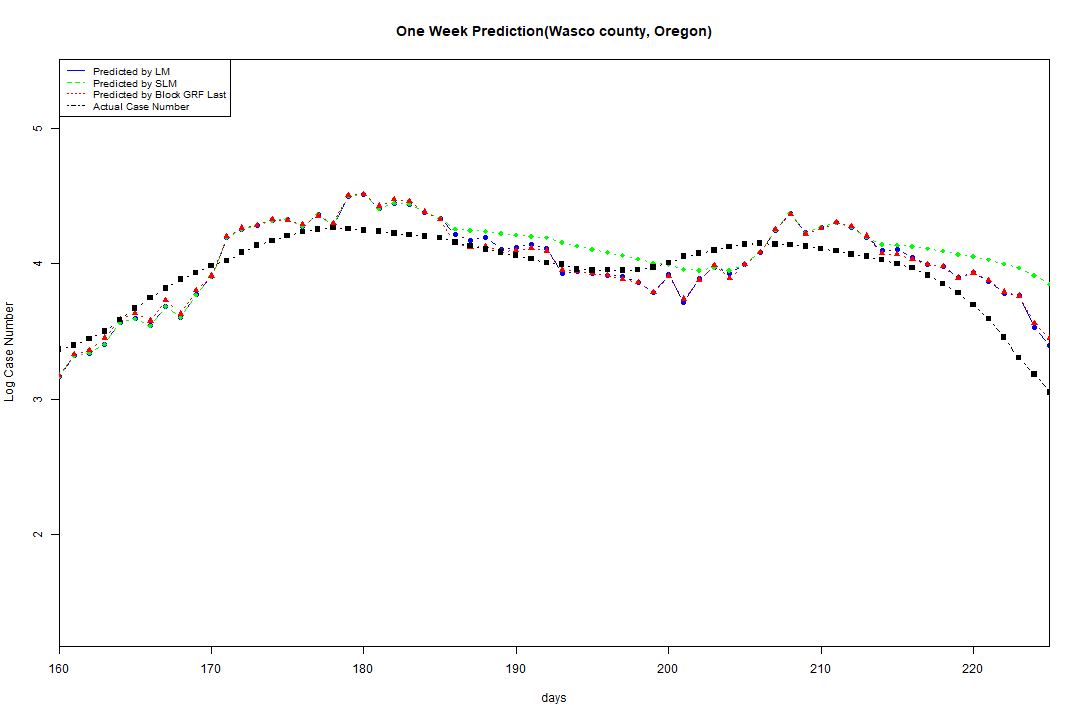 One Week Prediction(Wasco county, Oregon)
Predicted by LM
Predicted by SLM
Predicted by Block GRF Last
Actual Case Number
5
4
3
2
Log Case Number
160 170 180 190 200 210 220
days